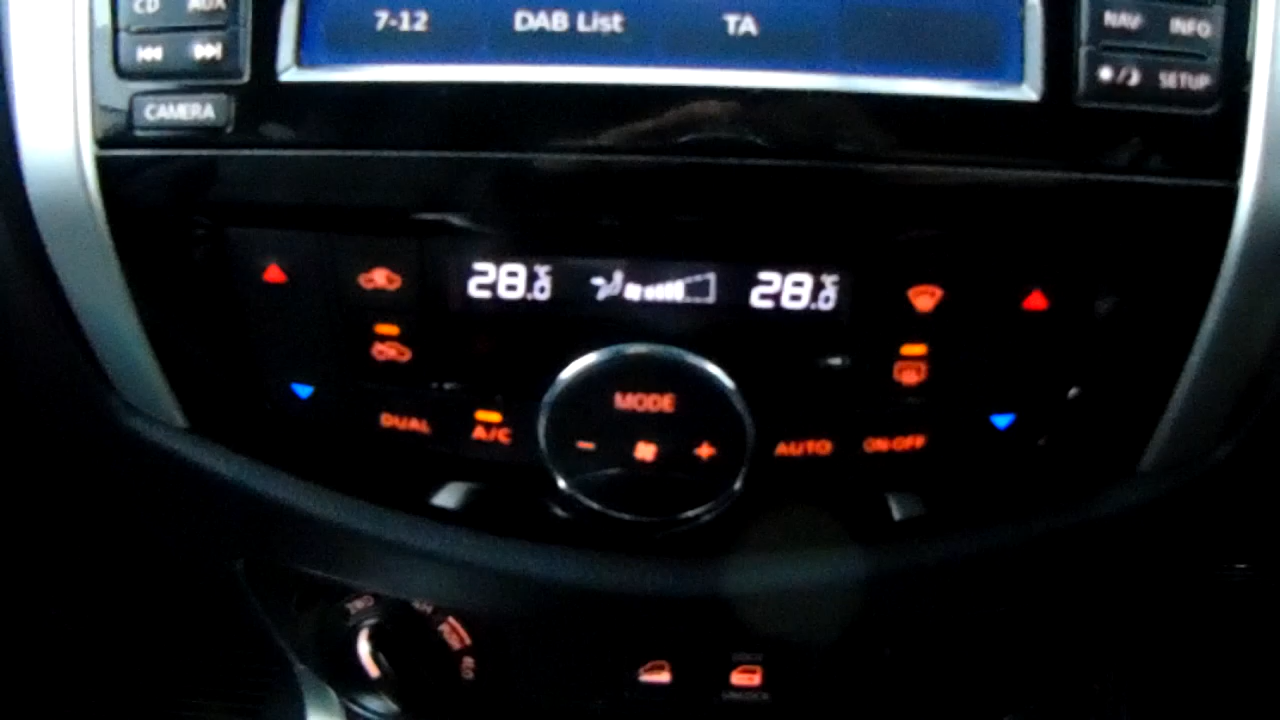 CD AUX
7-12 DAB List TA
NAV INFO
SETUP
CAMERA
28.0°C 28.0°C
MODE
DUAL A/C
- +
AUTO ON·OFF
2WD